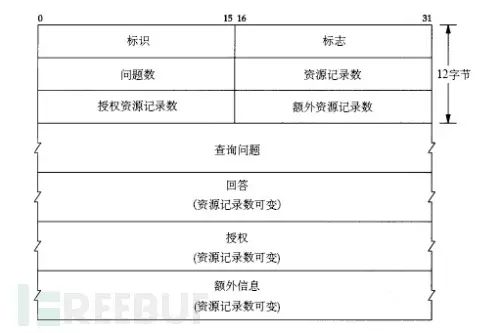 0 15 16 31
标识 标志
问题数 资源记录数
12字节
授权资源记录数 额外资源记录数
查询问题
回答
(资源记录数可变)
授权
(资源记录数可变)
额外信息
(资源记录数可变)
FREEBUF